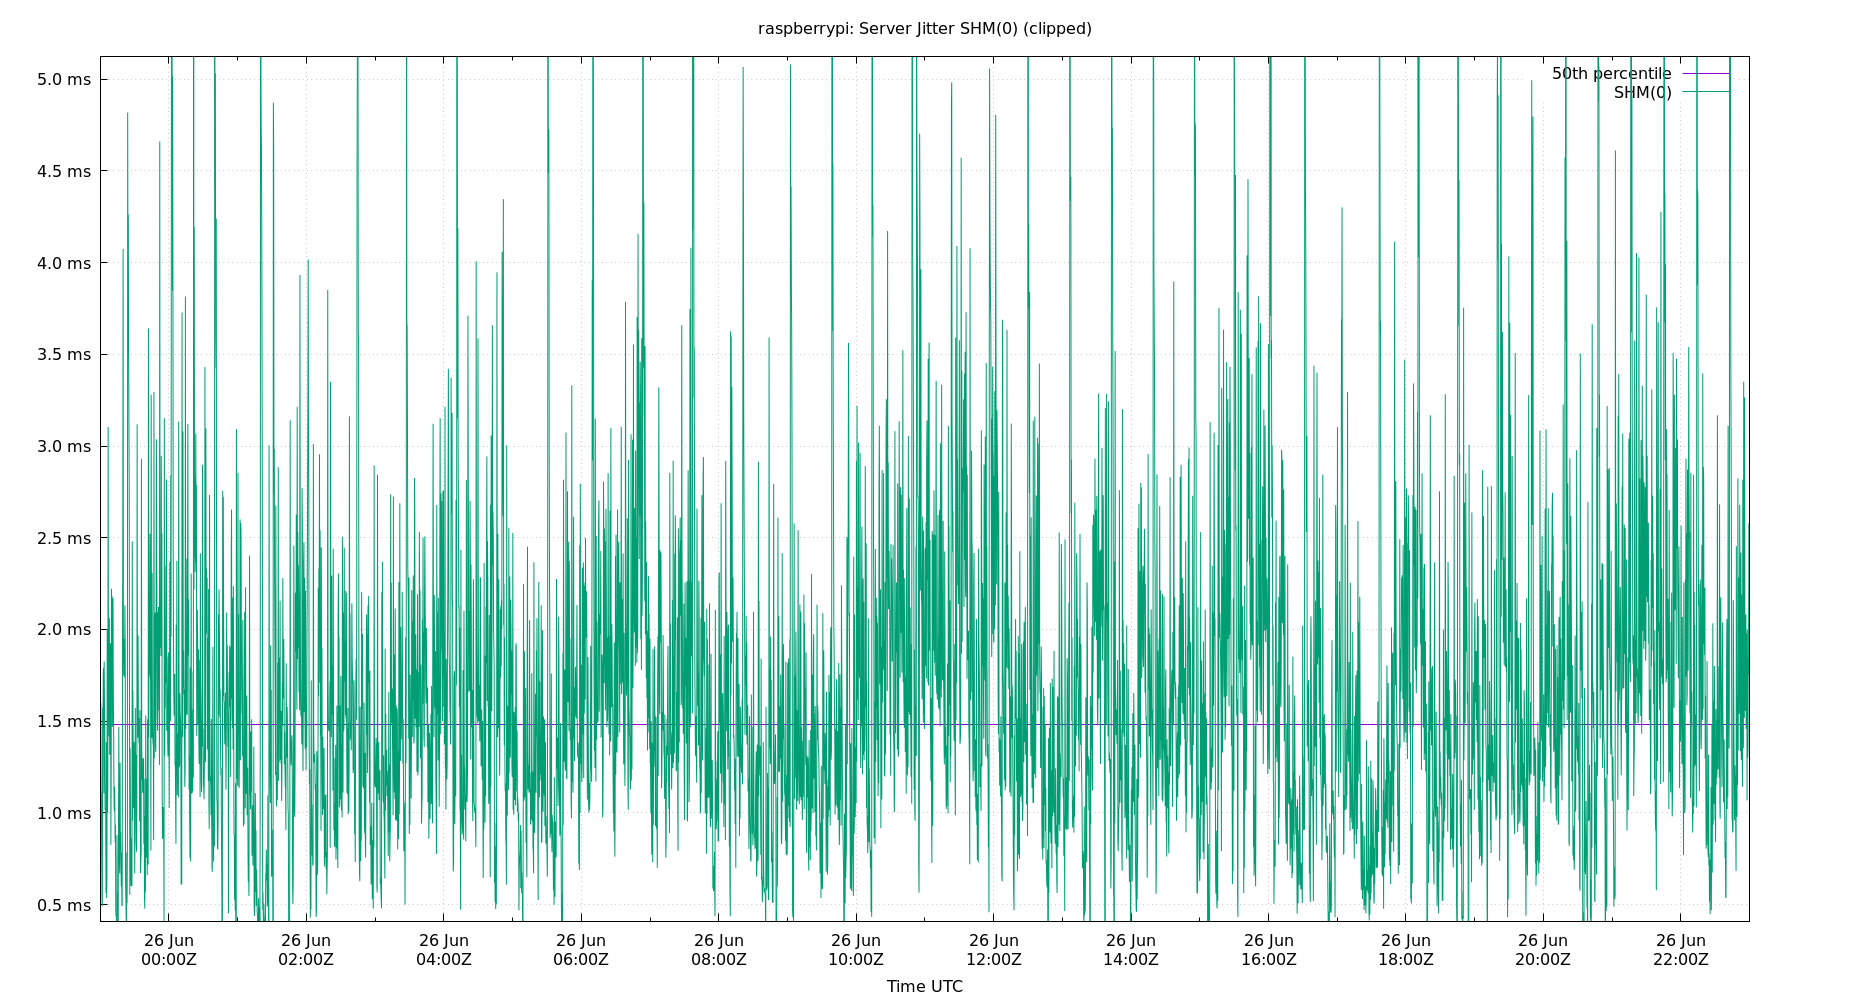 raspberrypi: Server Jitter SHM(0) (clipped)
50th percentile
SHM(0)
5.0 ms
4.5 ms
4.0 ms
3.5 ms
3.0 ms
2.5 ms
2.0 ms
1.5 ms
1.0 ms
0.5 ms
26 Jun 26 Jun 26 Jun 26 Jun 26 Jun 26 Jun 26 Jun 26 Jun 26 Jun 26 Jun 26 Jun 26 Jun
00:00Z 02:00Z 04:00Z 06:00Z 08:00Z 10:00Z 12:00Z 14:00Z 16:00Z 18:00Z 20:00Z 22:00Z
Time UTC